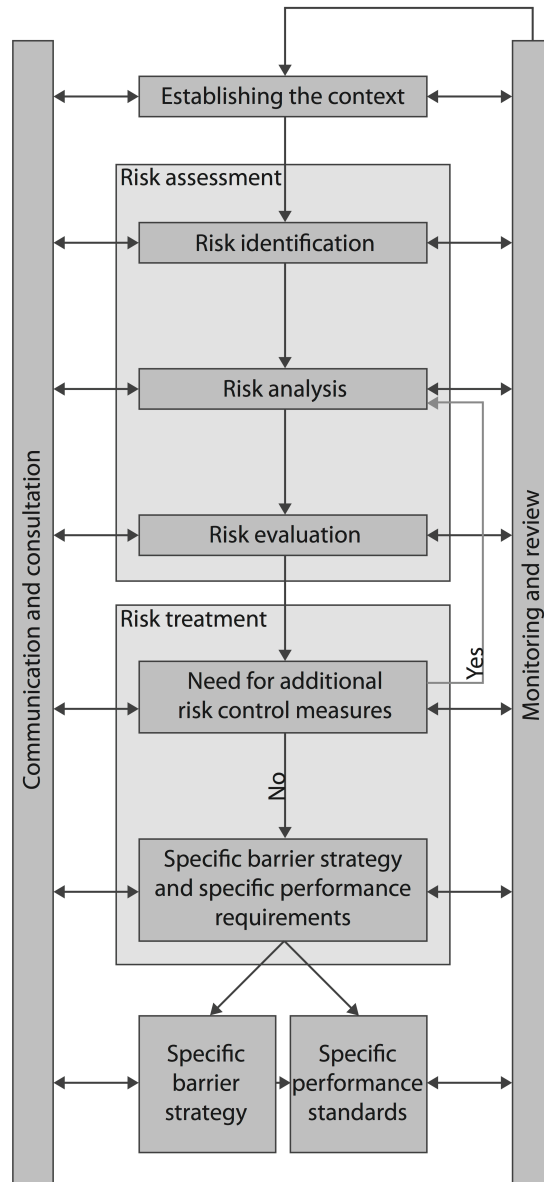 Establishing the context
Risk assessment
Risk identification
Risk analysis
Risk evaluation
Risk treatment
Need for additional
risk control measures
Yes
No
Specific barrier strategy
and specific performance
requirements
Specific
barrier
strategy
Specific
performance
standards
Communication and consultation
Monitoring and review